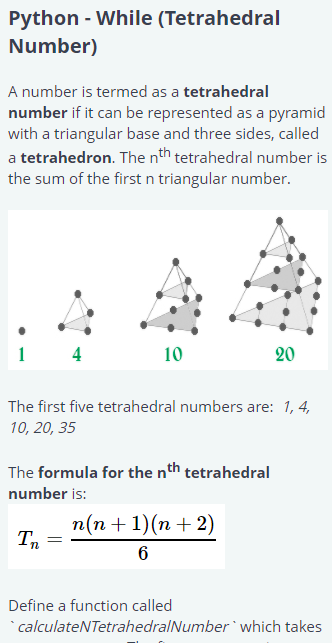 Python - While (Tetrahedral
Number)
A number is termed as a tetrahedral
number if it can be represented as a pyramid
with a triangular base and three sides, called
a tetrahedron. The nth tetrahedral number is
the sum of the first n triangular number.
1 4 10 20
The first five tetrahedral numbers are: 1, 4,
10, 20, 35
The formula for the nth tetrahedral
number is:
Tn = n(n + 1)(n + 2) / 6
Define a function called
`calculateNTetrahedralNumber` which takes